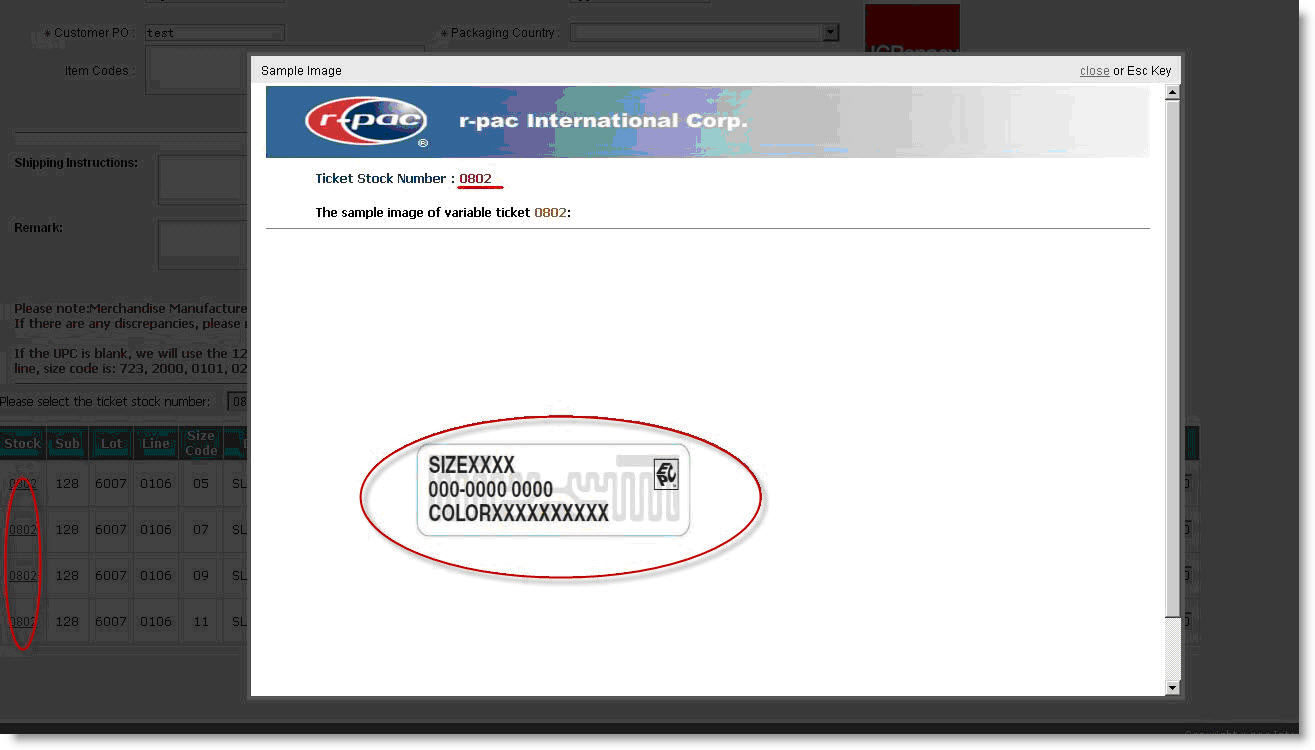 * Customer PO : test
* Packaging Country :
JCPenney
Item Codes :
Sample Image
close or Esc Key
r-pac ®
r-pac International Corp.
Ticket Stock Number : 0802
The sample image of variable ticket 0802:
Shipping Instructions:
Remark:
Please note:Merchandise Manufacture
If there are any discrepancies, please
If the UPC is blank, we will use the 12
line, size code is: 723, 2000, 0101, 02
Please select the ticket stock number: 08
Stock Sub Lot Line Size Code
0802 128 6007 0106 05 SL
0802 128 6007 0106 07 SL
0802 128 6007 0106 09 SL
0802 128 6007 0106 11 SL
SIZEXXXX
000-0000 0000
COLORXXXXXXXXXX
EPC